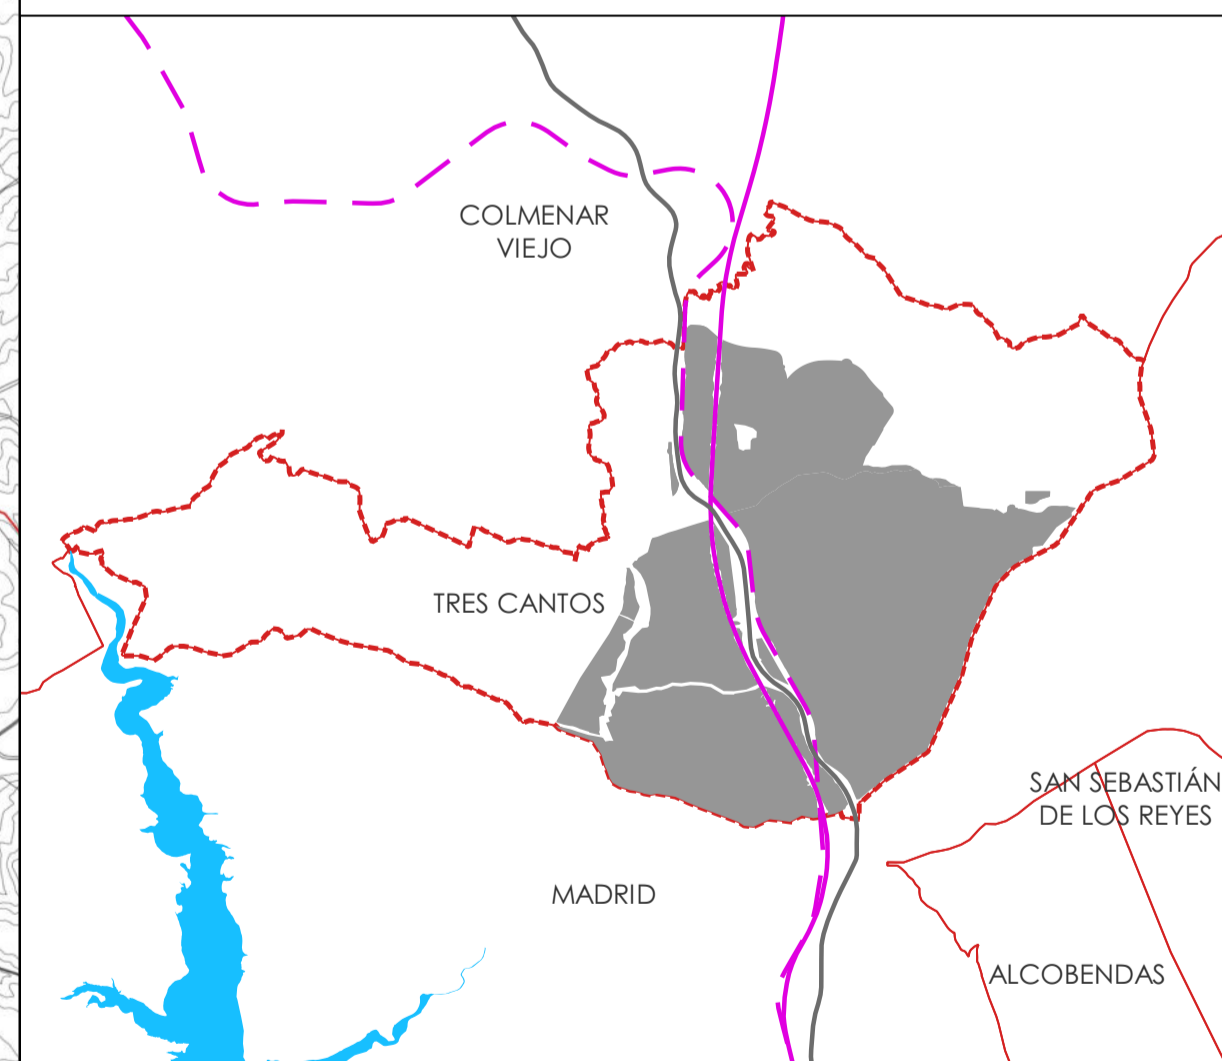 COLMENAR
VIEJO
TRES CANTOS
SAN SEBASTIÁN
DE LOS REYES
MADRID
ALCOBENDAS